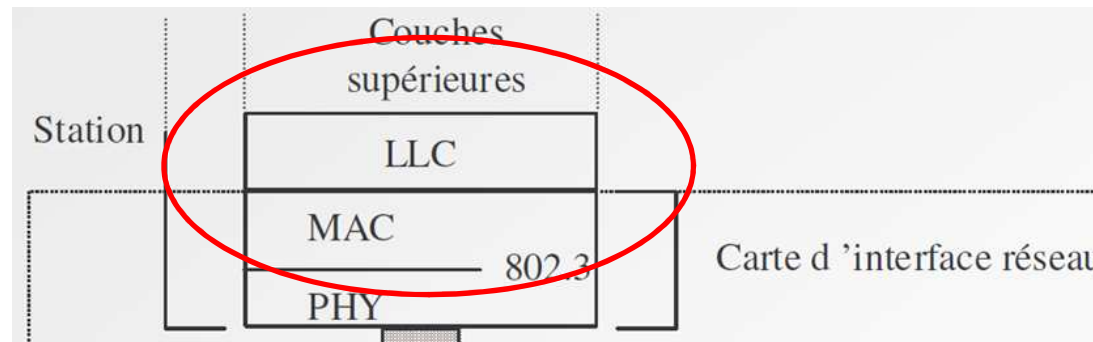 Couches
supérieures
Station
LLC
MAC
802.3
PHY
Carte d ’interface réseau